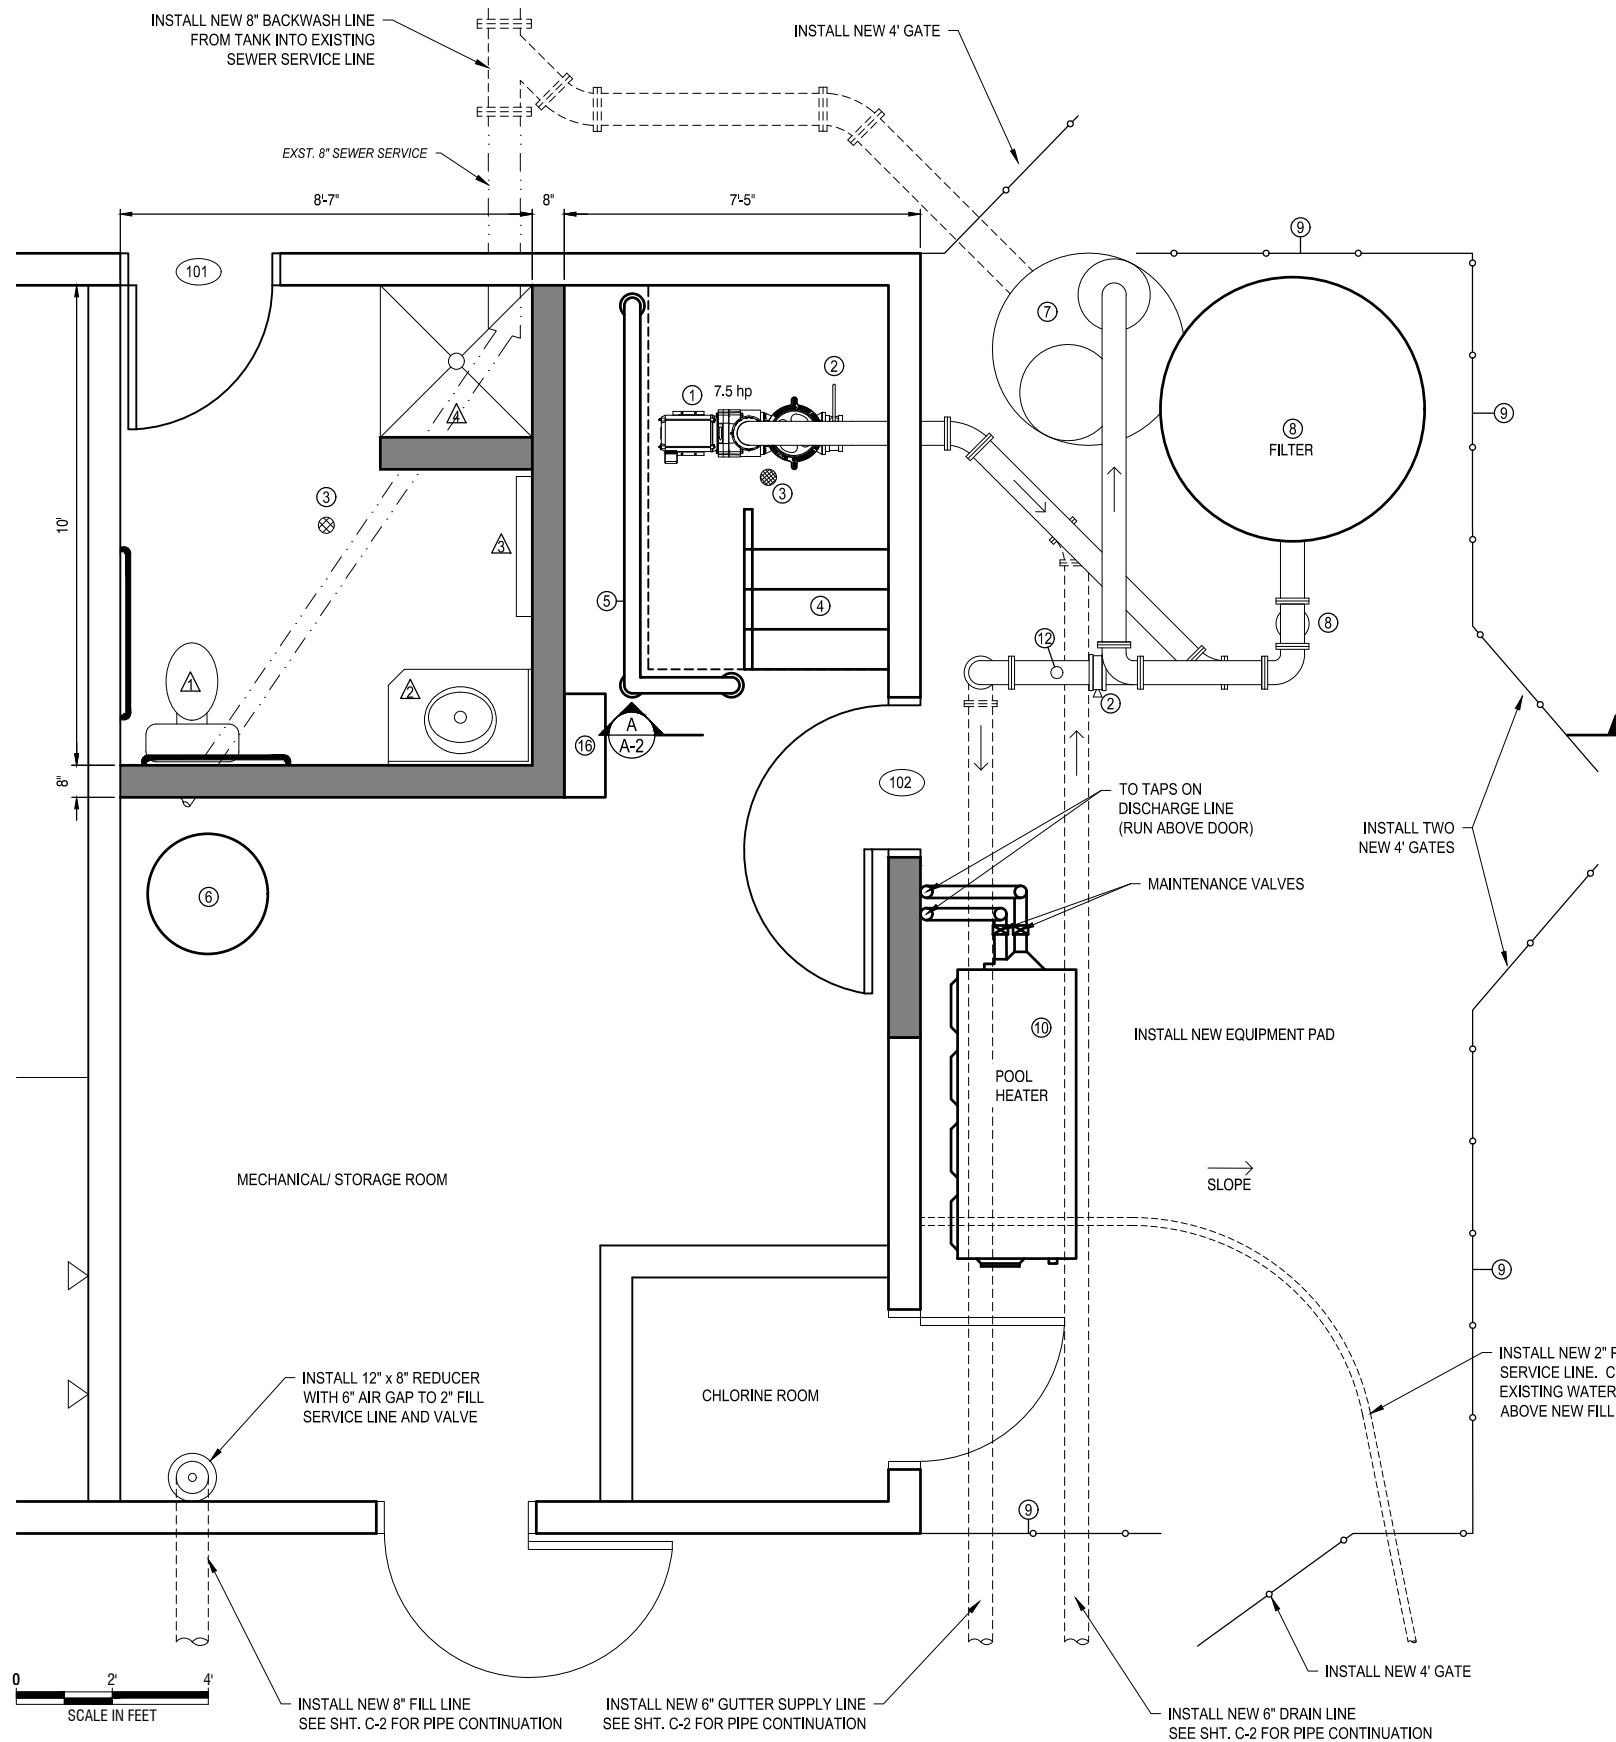 INSTALL NEW 8" BACKWASH LINE
FROM TANK INTO EXISTING
SEWER SERVICE LINE
INSTALL NEW 4' GATE
EXST. 8" SEWER SERVICE
8'-7"
8"
7'-5"
101
9
7
1
7.5 hp
2
9
4
8
FILTER
3
3
10'
3
5
4
12
8
1
2
2
A
A-2
16
8"
102
TO TAPS ON
DISCHARGE LINE
(RUN ABOVE DOOR)
INSTALL TWO
NEW 4' GATES
MAINTENANCE VALVES
6
10
INSTALL NEW EQUIPMENT PAD
POOL
HEATER
MECHANICAL/ STORAGE ROOM
SLOPE
9
INSTALL NEW 2"
SERVICE LINE.
EXISTING WATER
ABOVE NEW FILL
INSTALL 12" x 8" REDUCER
WITH 6" AIR GAP TO 2" FILL
SERVICE LINE AND VALVE
CHLORINE ROOM
9
INSTALL NEW 4' GATE
0 2' 4'
SCALE IN FEET
INSTALL NEW 8" FILL LINE
SEE SHT. C-2 FOR PIPE CONTINUATION
INSTALL NEW 6" GUTTER SUPPLY LINE
SEE SHT. C-2 FOR PIPE CONTINUATION
INSTALL NEW 6" DRAIN LINE
SEE SHT. C-2 FOR PIPE CONTINUATION